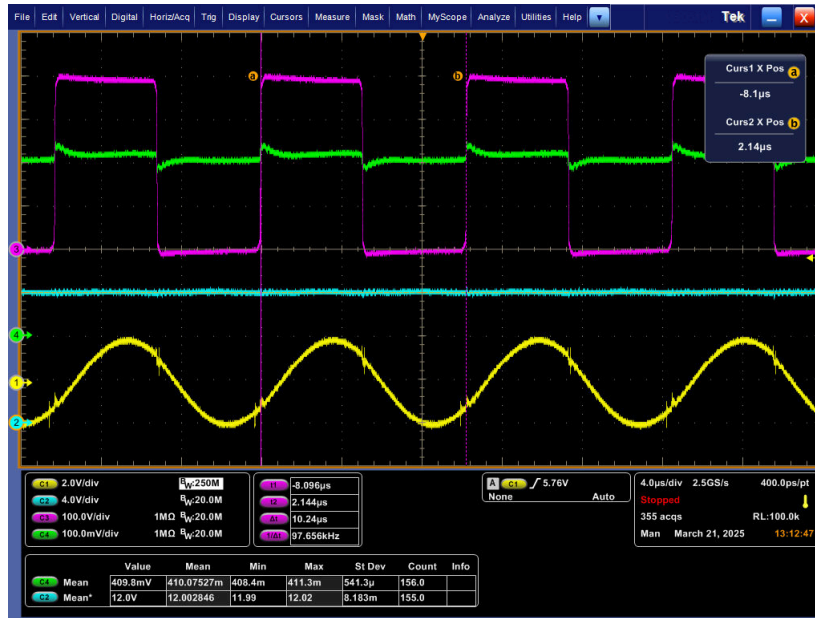 File Edit Vertical Digital Horiz/Acq Trig Display Cursors Measure Mask Math MyScope Analyze Utilities Help Tek X
a b
Curs1 X Pos a
-8.1µs
Curs2 X Pos b
2.14µs
3
4
1
2
C1 2.0V/div BW:250M
C2 4.0V/div BW:20.0M
C3 100.0V/div 1MΩ BW:20.0M
C4 100.0mV/div 1MΩ BW:20.0M
t1 -8.096µs
t2 2.144µs
Δt 10.24µs
1/Δt 97.656kHz
A C1 5.76V
None Auto
4.0µs/div 2.5GS/s 400.0ps/pt
Stopped
355 acqs RL:100.0k
Man March 21, 2025 13:12:47
Value Mean Min Max St Dev Count Info
C4 Mean 409.8mV 410.07527m 408.4m 411.3m 541.3µ 156.0
C2 Mean* 12.0V 12.002846 11.99 12.02 8.183m 155.0